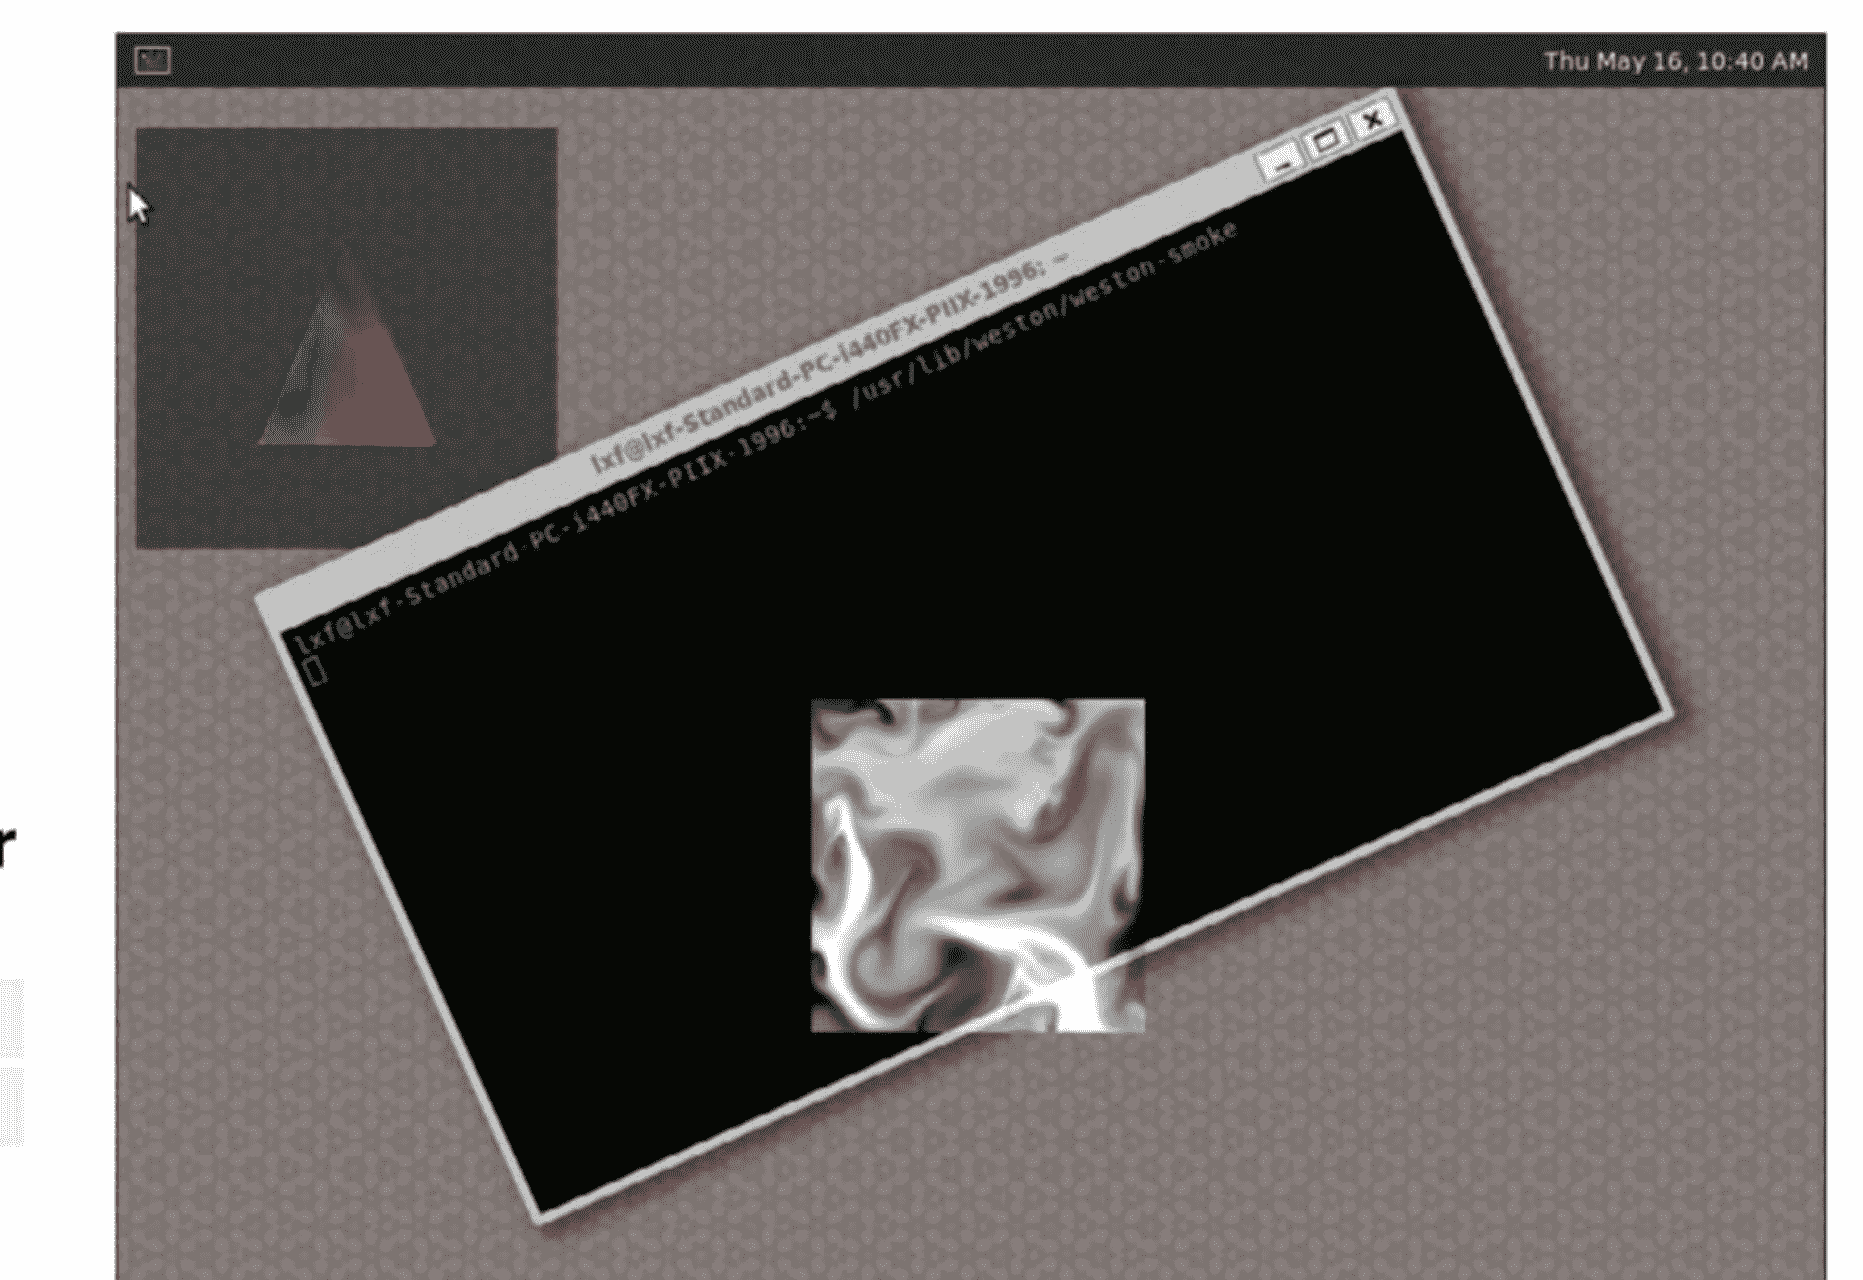 Thu May 16, 10:40 AM
lxf@lxf-Standard-PC-i440FX-PIIX-1996: ~
lxf@lxf-Standard-PC-i440FX-PIIX-1996:~$ /usr/lib/weston/weston-smoke
r